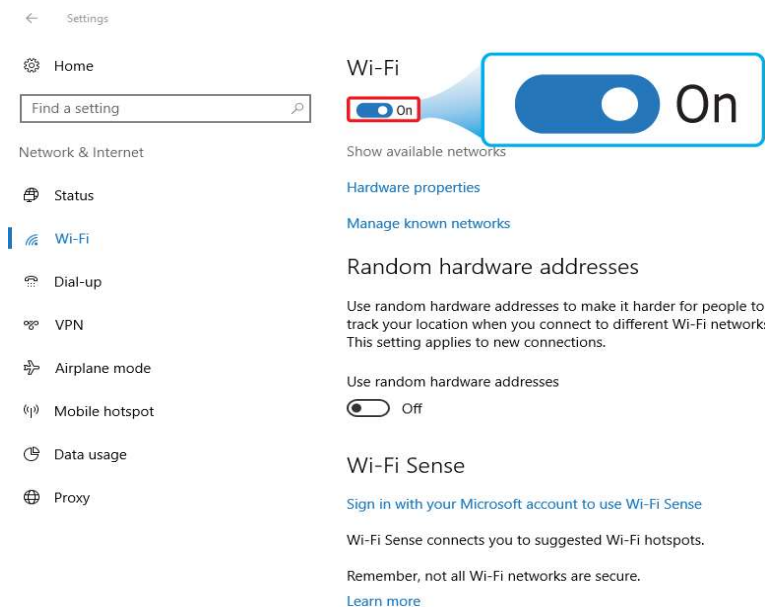 Settings
Home
Find a setting
Network & Internet
Status
Wi-Fi
Dial-up
VPN
Airplane mode
Mobile hotspot
Data usage
Proxy
Wi-Fi
On
On
Show available networks
Hardware properties
Manage known networks
Random hardware addresses
Use random hardware addresses to make it harder for people to
track your location when you connect to different Wi-Fi networks
This setting applies to new connections.
Use random hardware addresses
Off
Wi-Fi Sense
Sign in with your Microsoft account to use Wi-Fi Sense
Wi-Fi Sense connects you to suggested Wi-Fi hotspots.
Remember, not all Wi-Fi networks are secure.
Learn more